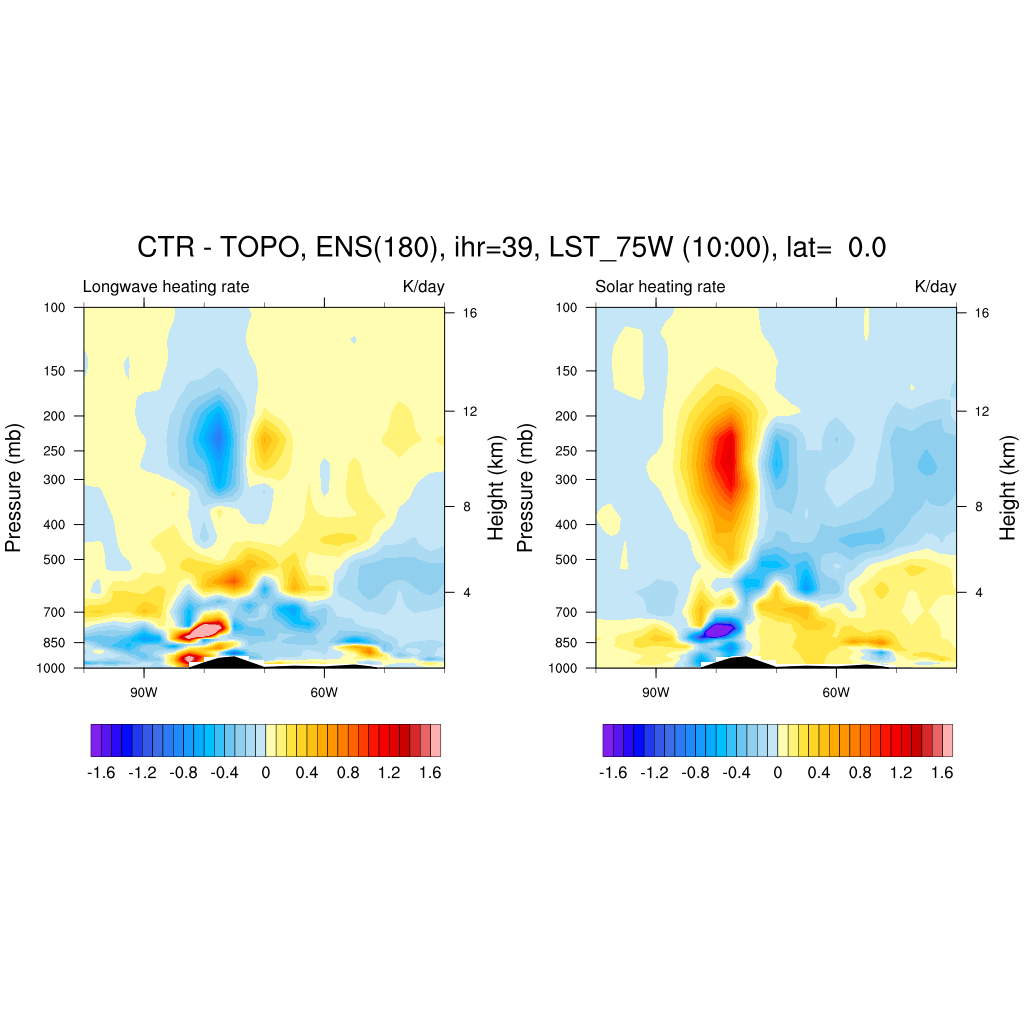 CTR - TOPO, ENS(180), ihr=39, LST_75W (10:00), lat= 0.0
Longwave heating rate K/day
100
150
200
250
300
400
500
700
850
1000
Pressure (mb)
16
12
8
4
Height (km)
90W 60W
-1.6 -1.2 -0.8 -0.4 0 0.4 0.8 1.2 1.6
Solar heating rate K/day
100
150
200
250
300
400
500
700
850
1000
Pressure (mb)
16
12
8
4
Height (km)
90W 60W
-1.6 -1.2 -0.8 -0.4 0 0.4 0.8 1.2 1.6